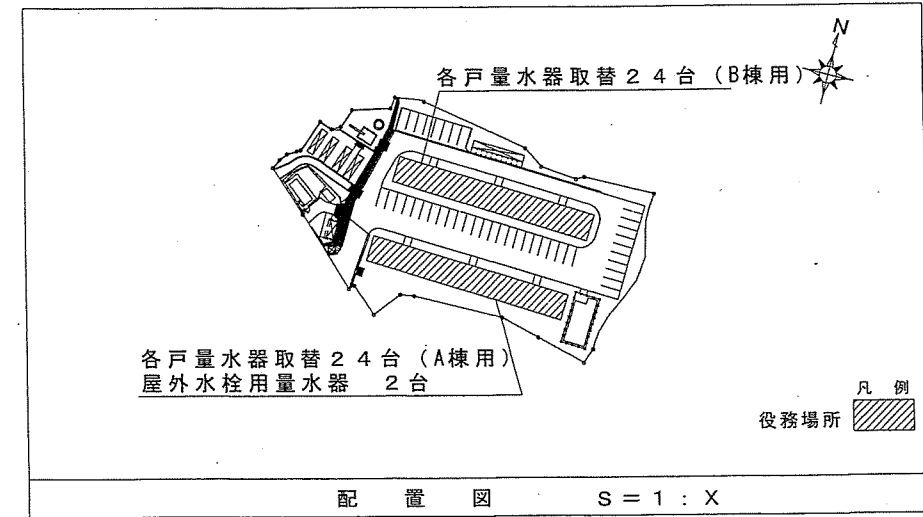 N
各戸量水器取替24台(B棟用)
各戸量水器取替24台(A棟用)
屋外水栓用量水器 2台
凡 例
役務場所
配 置 図 S=1:X